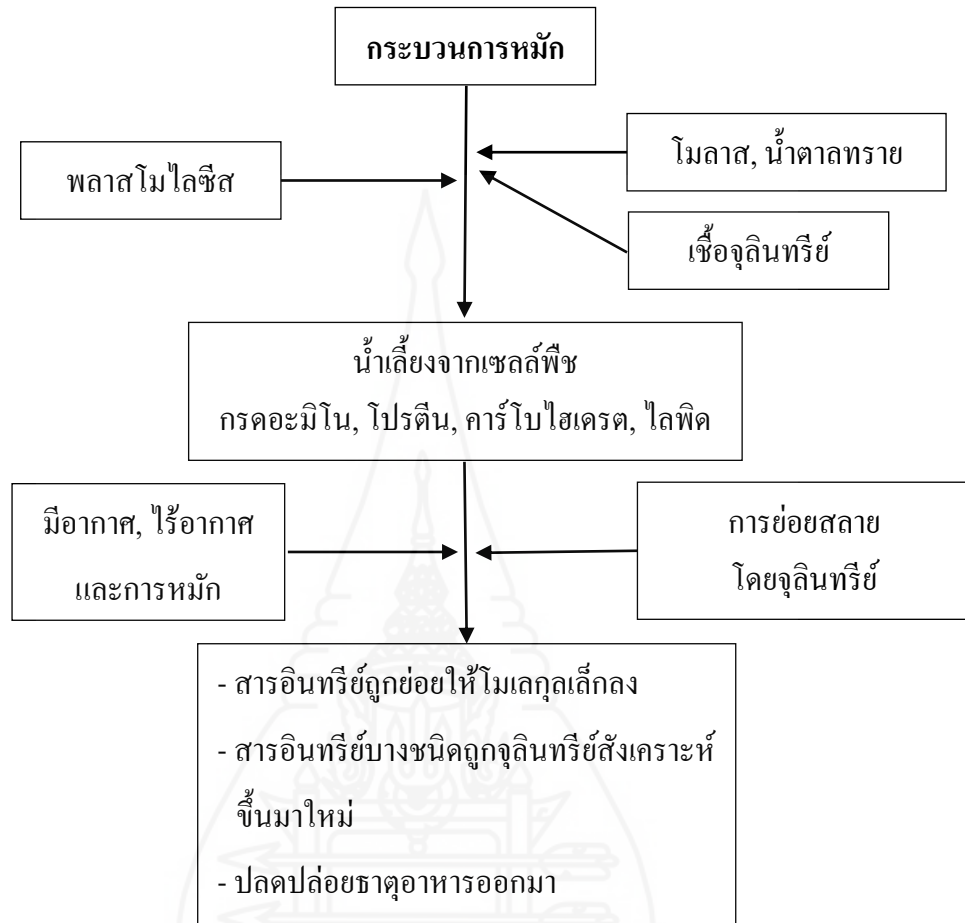 กระบวนการหมัก
โมลาส, น้ำตาลทราย
พลาสโมไลซีส
เชื้อจุลินทรีย์
น้ำเลี้ยงจากเซลล์พืช
กรดอะมิโน, โปรตีน, คาร์โบไฮเดรต, ไลพิด
มีอากาศ, ไร้อากาศ
และการหมัก
การย่อยสลาย
โดยจุลินทรีย์
- สารอินทรีย์ถูกย่อยให้โมเลกุลเล็กลง
- สารอินทรีย์บางชนิดถูกจุลินทรีย์สังเคราะห์
ขึ้นมาใหม่
- ปลดปล่อยธาตุอาหารออกมา